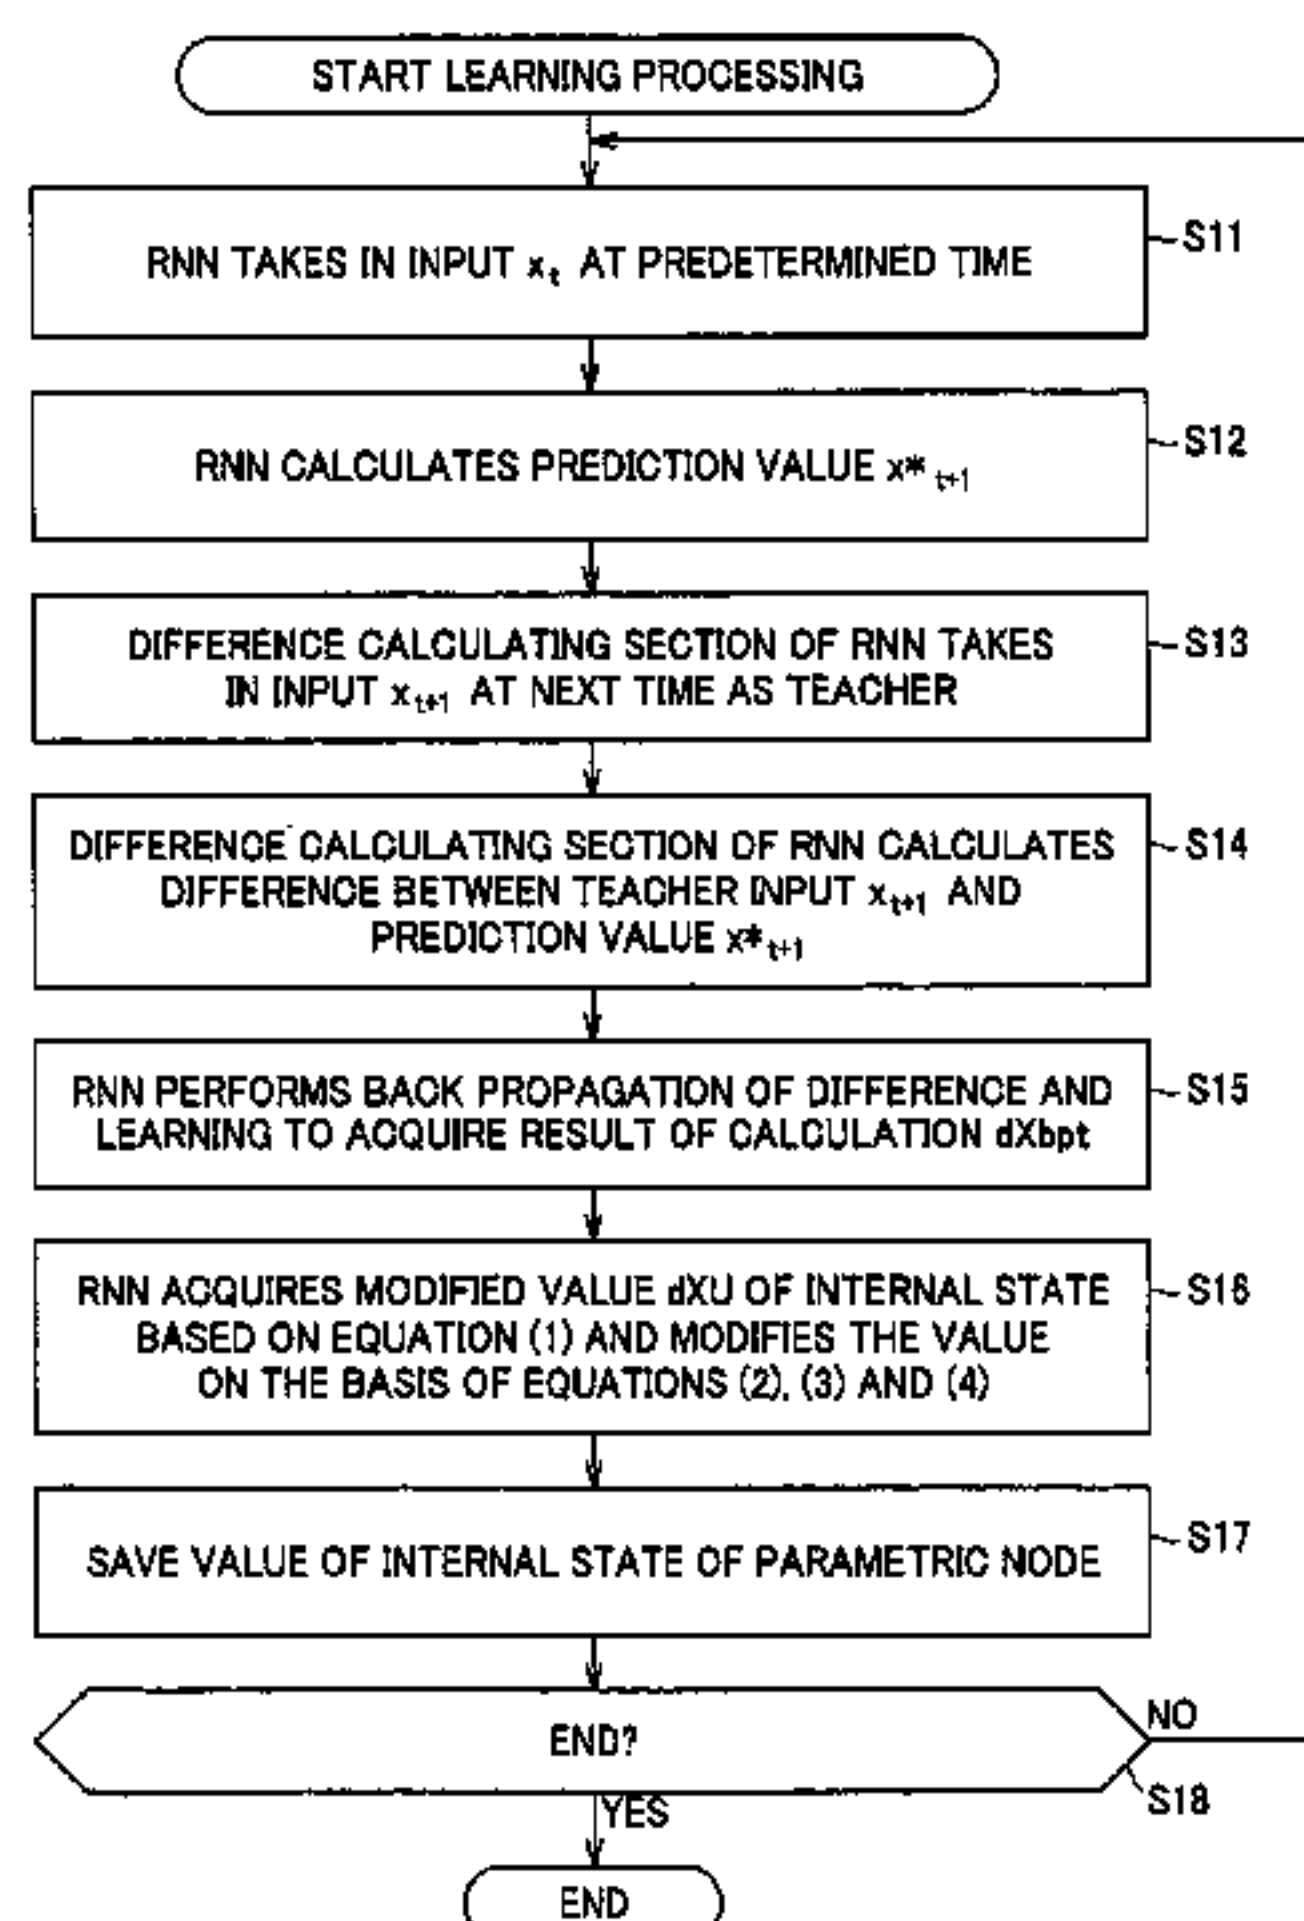 START LEARNING PROCESSING
RNN TAKES IN INPUT xt AT PREDETERMINED TIME
S11
RNN CALCULATES PREDICTION VALUE x* t+1
S12
DIFFERENCE CALCULATING SECTION OF RNN TAKES
IN INPUT xt+1 AT NEXT TIME AS TEACHER
S13
DIFFERENCE CALCULATING SECTION OF RNN CALCULATES
DIFFERENCE BETWEEN TEACHER INPUT xt+1 AND
PREDICTION VALUE x*t+1
S14
RNN PERFORMS BACK PROPAGATION OF DIFFERENCE AND
LEARNING TO ACQUIRE RESULT OF CALCULATION dXbpt
S15
RNN ACQUIRES MODIFIED VALUE dXU OF INTERNAL STATE
BASED ON EQUATION (1) AND MODIFIES THE VALUE
ON THE BASIS OF EQUATIONS (2), (3) AND (4)
S16
SAVE VALUE OF INTERNAL STATE OF PARAMETRIC NODE
S17
END?
NO
S18
YES
END